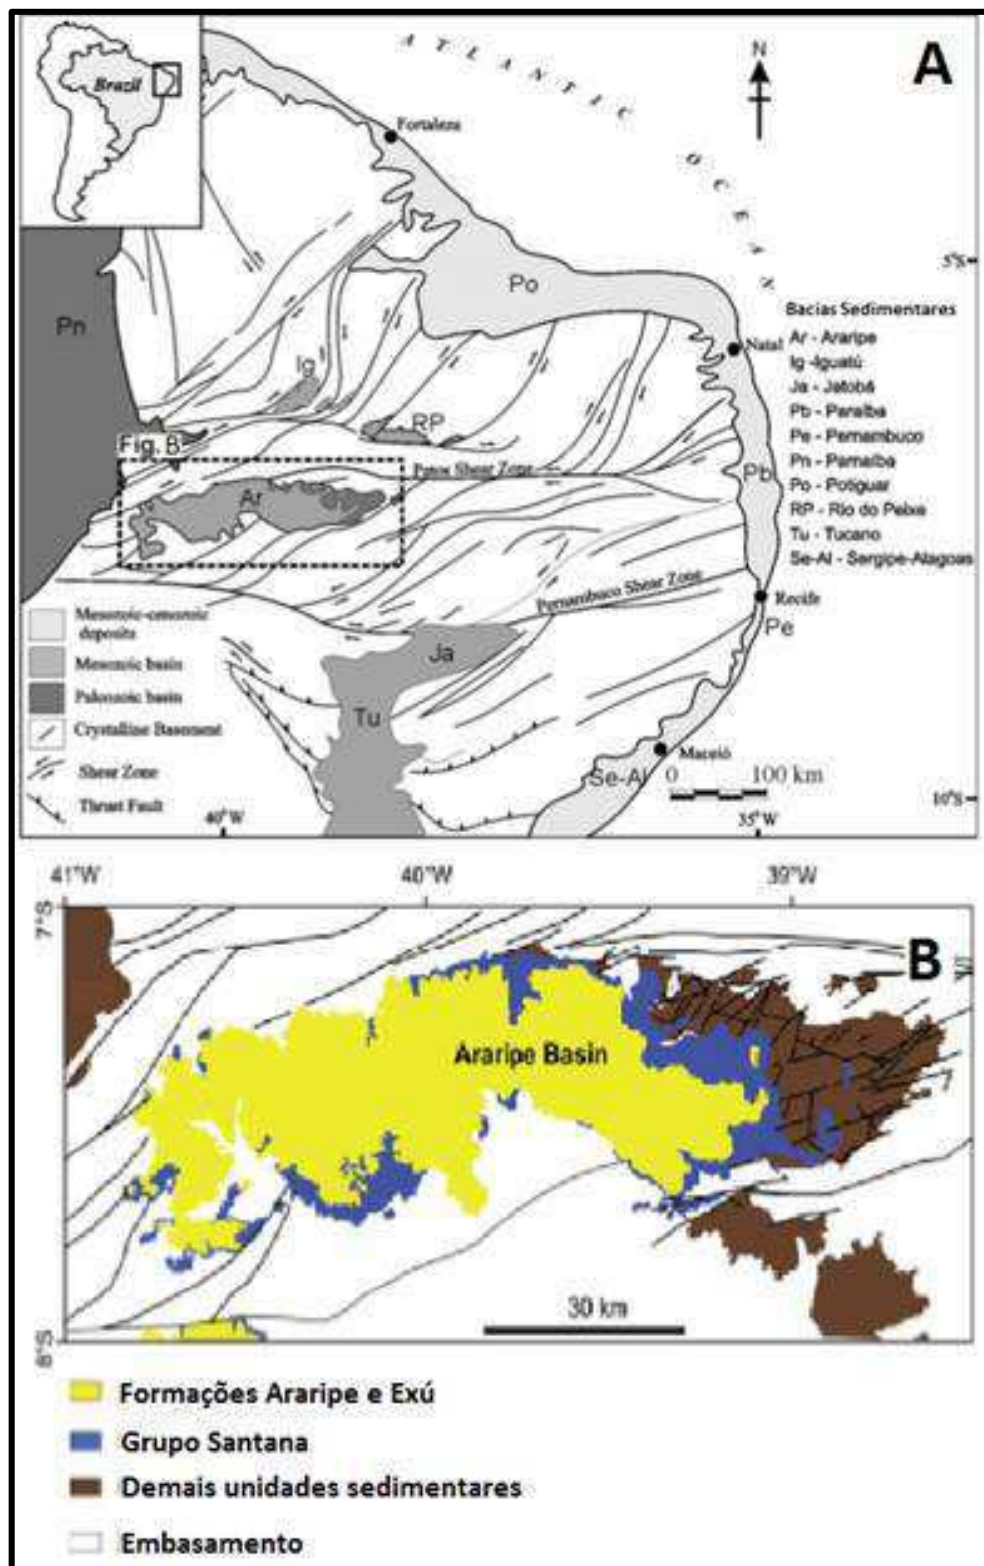 A
ATLANTIC OCEAN
N
Brazil
Fortaleza
5°S
Po
Pn
Bacias Sedimentares
Natal
Ar - Araripe
Ig - Iguatú
Ja - Jatobá
Pb - Paraíba
Pe - Pernambuco
Pn - Parnaíba
Po - Potiguar
RP - Rio do Peixe
Tu - Tucano
Se-Al - Sergipe-Alagoas
Ig
RP
Fig. B
Patos Shear Zone
Pb
Ar
Pernambuco Shear Zone
Recife
Pe
Mesozoic-cenozoic
deposits
Mesozoic basin
Paleozoic basin
Crystalline Basement
Shear Zone
Thrust Fault
Ja
Tu
Maceió
Se-Al
0 100 km
10°S
40°W
35°W
41°W 40°W 39°W
7°S
B
Araripe Basin
30 km
8°S
Formações Araripe e Exú
Grupo Santana
Demais unidades sedimentares
Embasamento